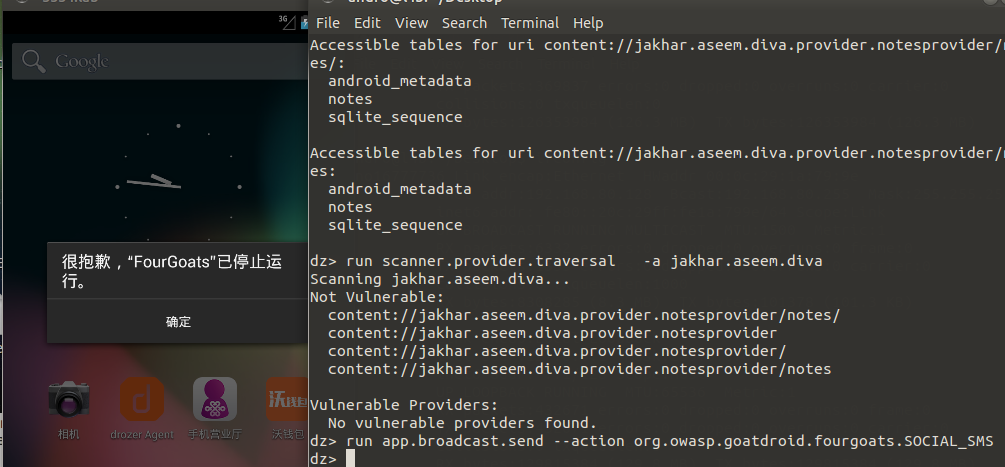 3G
Google
很抱歉，“FourGoats”已停止运
行。
确定
相机
drozer Agent
手机营业厅
沃钱包
File Edit View Search Terminal Help
Accessible tables for uri content://jakhar.aseem.diva.provider.notesprovider/n
es/:
android_metadata
notes
sqlite_sequence
Accessible tables for uri content://jakhar.aseem.diva.provider.notesprovider/n
es:
android_metadata
notes
sqlite_sequence
dz> run scanner.provider.traversal   -a jakhar.aseem.diva
Scanning jakhar.aseem.diva...
Not Vulnerable:
content://jakhar.aseem.diva.provider.notesprovider/notes/
content://jakhar.aseem.diva.provider.notesprovider
content://jakhar.aseem.diva.provider.notesprovider/
content://jakhar.aseem.diva.provider.notesprovider/notes
Vulnerable Providers:
No vulnerable providers found.
dz> run app.broadcast.send --action org.owasp.goatdroid.fourgoats.SOCIAL_SMS
dz>